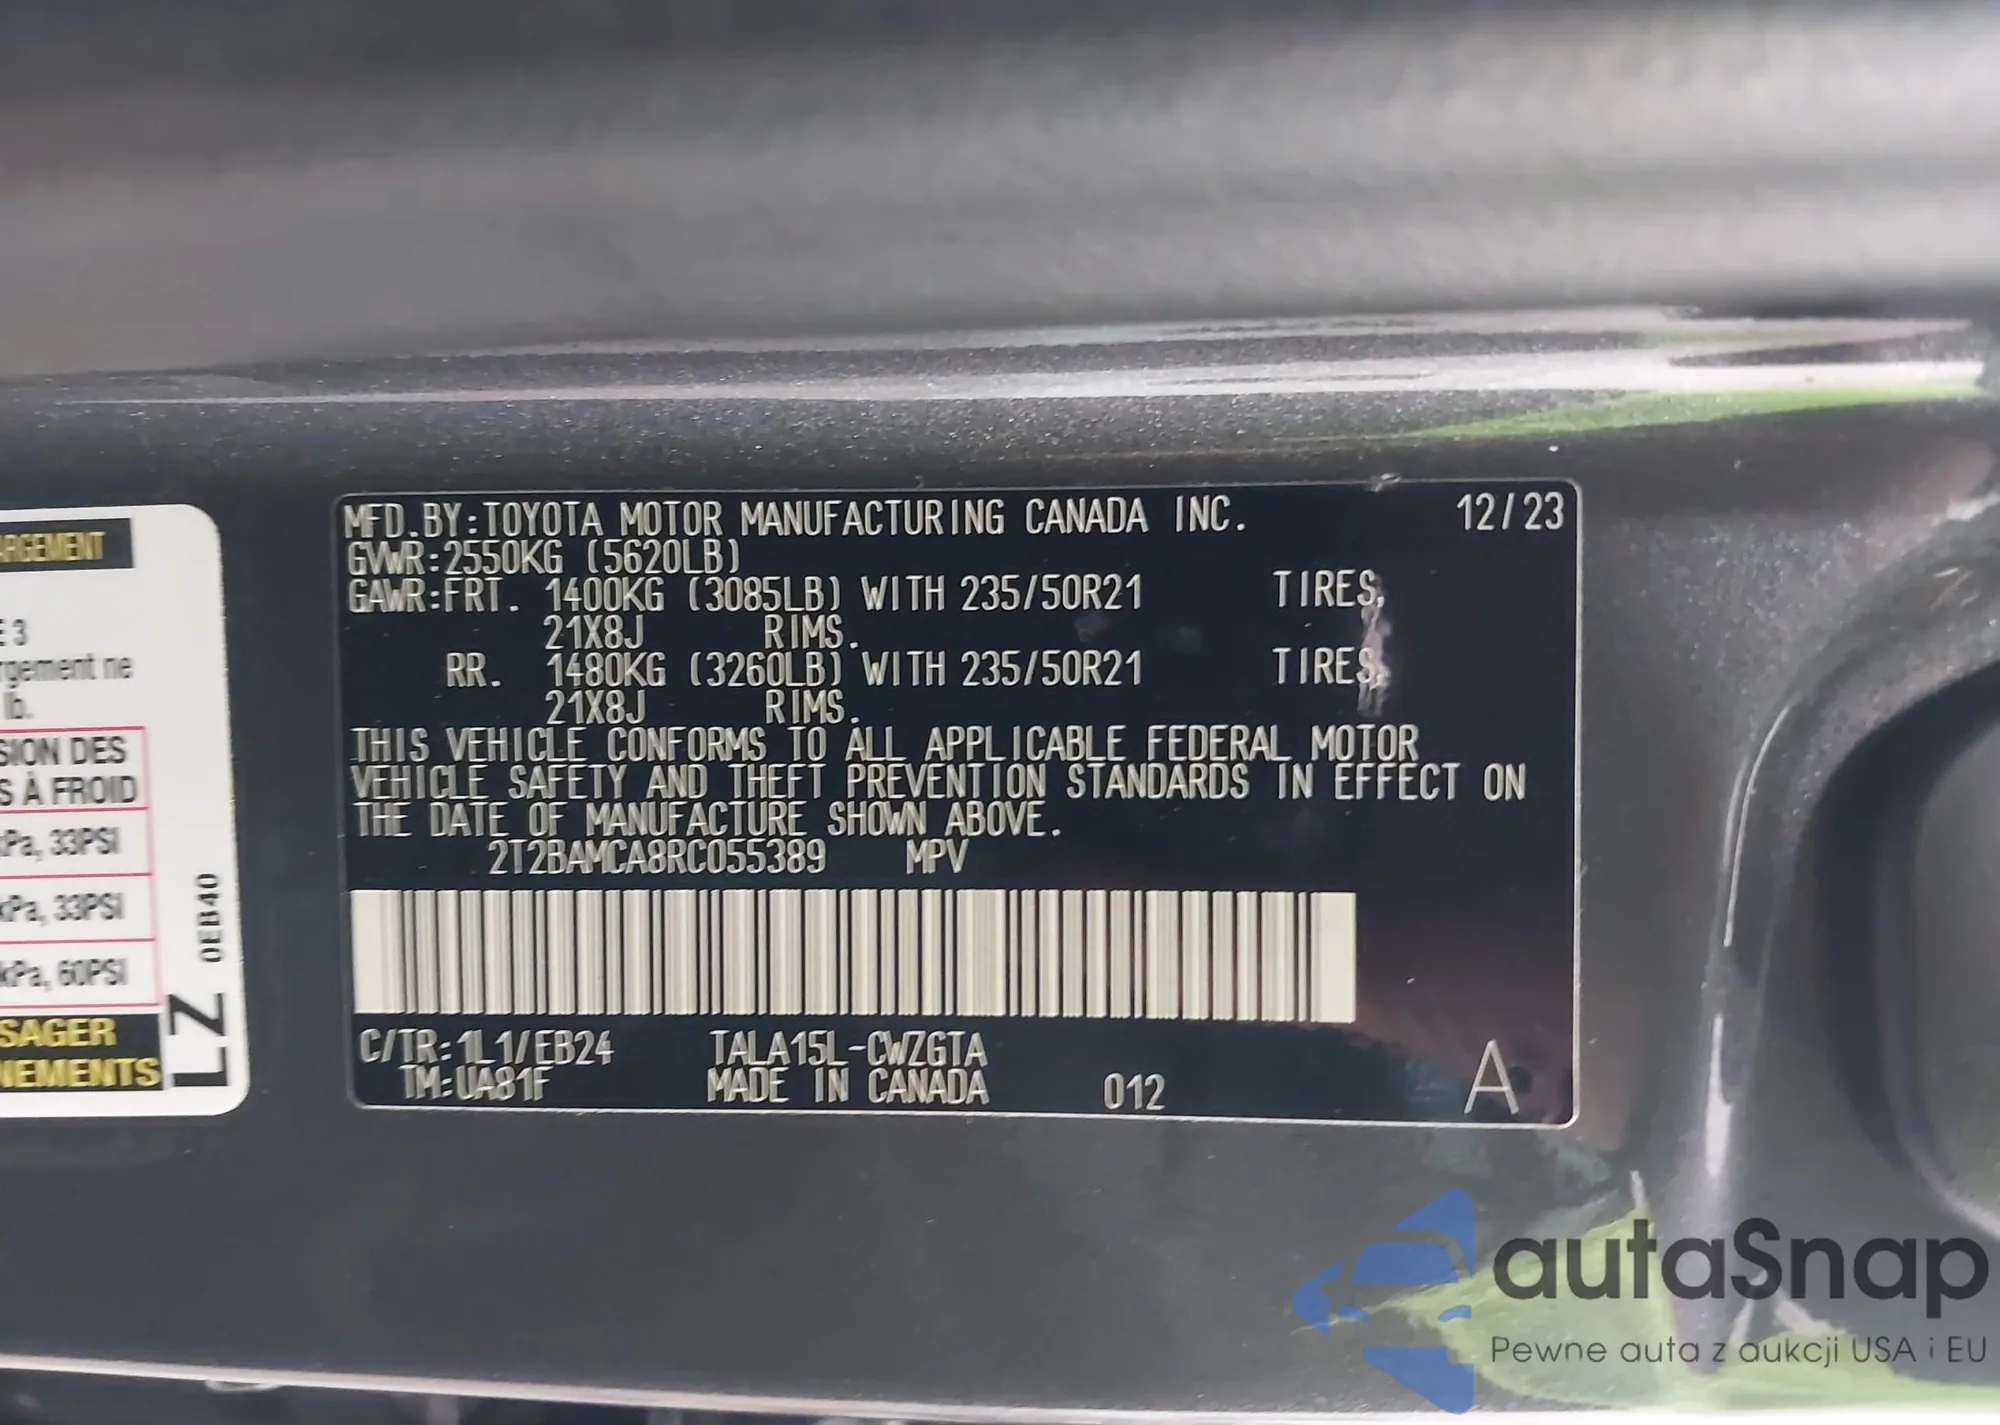 ARGEMENT
E 3
rgement ne
lb.
SION DES
S À FROID
kPa, 33PSI
kPa, 33PSI
kPa, 60PSI
SAGER
NEMENTS
LZ 0EB40
MFD.BY:TOYOTA MOTOR MANUFACTURING CANADA INC. 12/23
GVWR:2550KG (5620LB)
GAWR:FRT. 1400KG (3085LB) WITH 235/50R21 TIRES,
21X8J RIMS.
RR. 1480KG (3260LB) WITH 235/50R21 TIRES,
21X8J RIMS.
THIS VEHICLE CONFORMS TO ALL APPLICABLE FEDERAL MOTOR
VEHICLE SAFETY AND THEFT PREVENTION STANDARDS IN EFFECT ON
THE DATE OF MANUFACTURE SHOWN ABOVE.
2T2BAMCA8RC055389 MPV
C/TR:1L1/EB24 TALA15L-CWZGTA
TM:UA81F MADE IN CANADA 012 A
autaSnap
Pewne auta z aukcji USA i EU